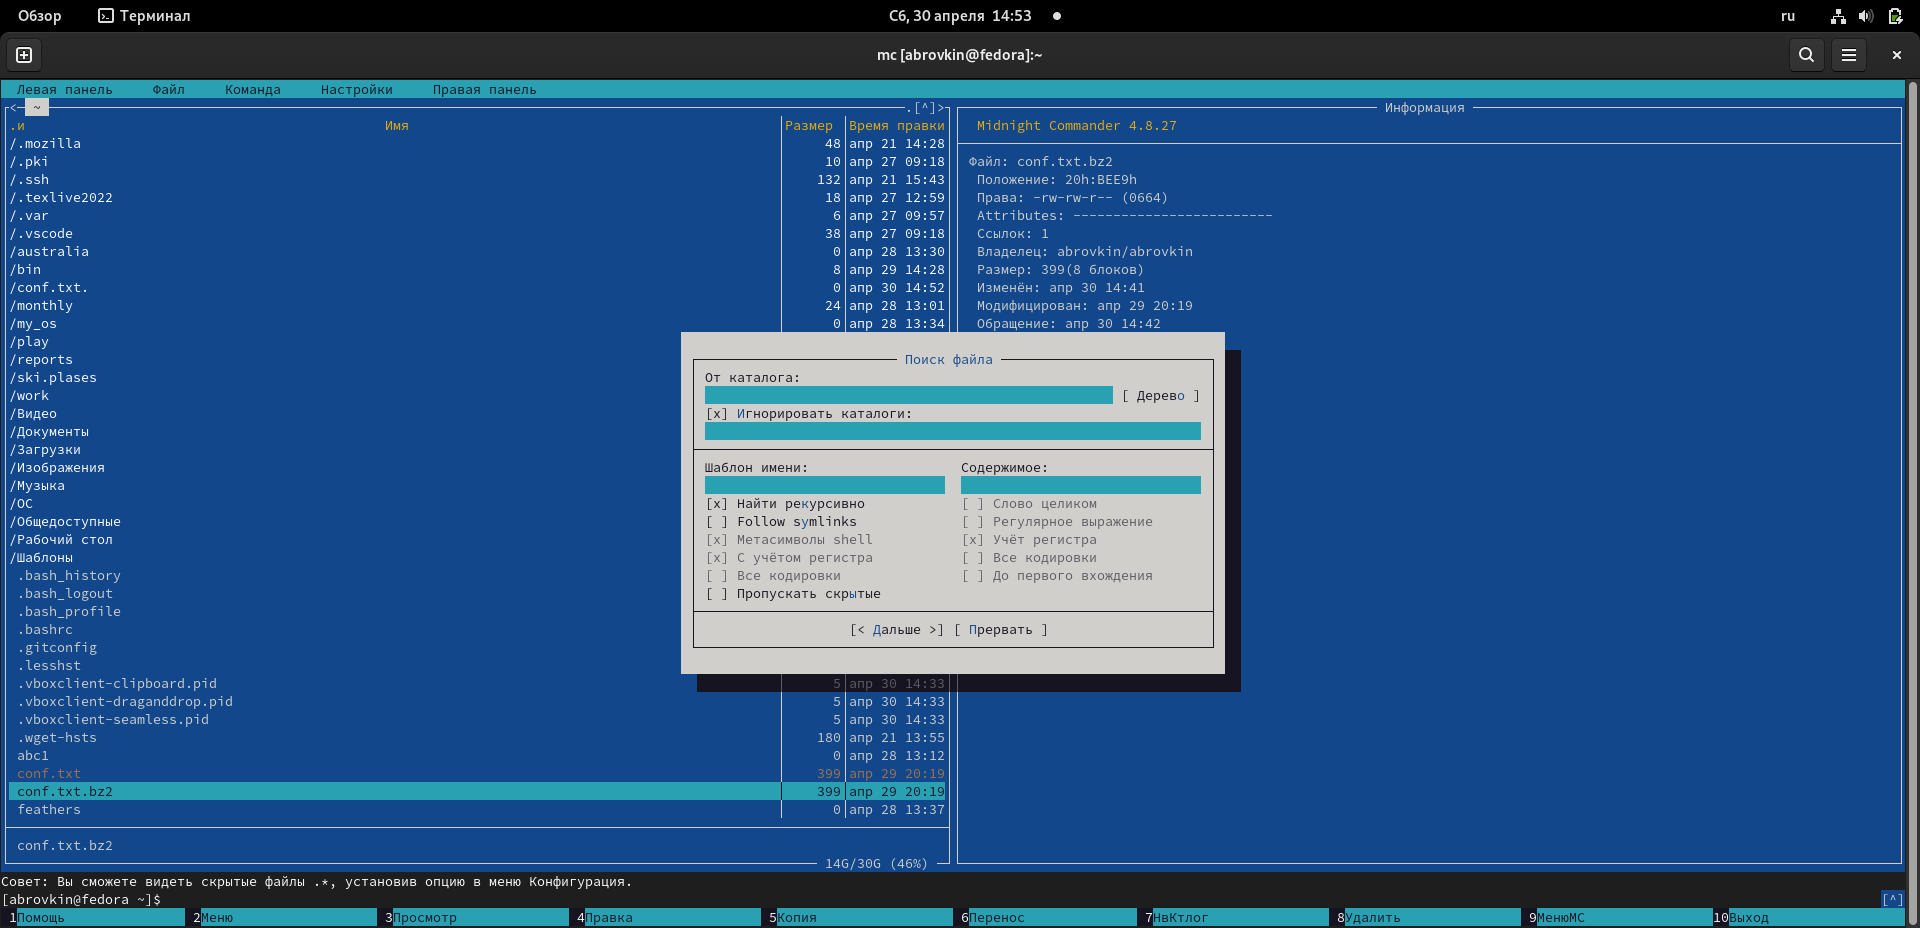 Обзор Терминал Сб, 30 апреля 14:53 ru
mc [abrovkin@fedora]:~
Левая панель Файл Команда Настройки Правая панель
<─ ~ .[^]> Информация
.и Имя Размер Время правки Midnight Commander 4.8.27
/.mozilla 48 апр 21 14:28
/.pki 10 апр 27 09:18 Файл: conf.txt.bz2
/.ssh 132 апр 21 15:43 Положение: 20h:BEE9h
/.texlive2022 18 апр 27 12:59 Права: -rw-rw-r-- (0664)
/.var 6 апр 27 09:57 Attributes: -------------------------
/.vscode 38 апр 27 09:18 Ссылок: 1
/australia 0 апр 28 13:30 Владелец: abrovkin/abrovkin
/bin 8 апр 29 14:28 Размер: 399(8 блоков)
/conf.txt. 0 апр 30 14:52 Изменён: апр 30 14:41
/monthly 24 апр 28 13:01 Модифицирован: апр 29 20:19
/my_os 0 апр 28 13:34 Обращение: апр 30 14:42
/play
/reports
/ski.plases
/work
/Видео
/Документы
/Загрузки
/Изображения
/Музыка
/ОС
/Общедоступные
/Рабочий стол
/Шаблоны
.bash_history
.bash_logout
.bash_profile
.bashrc
.gitconfig
.lesshst
.vboxclient-clipboard.pid 5 апр 30 14:33
.vboxclient-draganddrop.pid 5 апр 30 14:33
.vboxclient-seamless.pid 5 апр 30 14:33
.wget-hsts 180 апр 21 13:55
abc1 0 апр 28 13:12
conf.txt 399 апр 29 20:19
conf.txt.bz2 399 апр 29 20:19
feathers 0 апр 28 13:37
conf.txt.bz2
14G/30G (46%)
Поиск файла
От каталога:
[ Дерево ]
[x] Игнорировать каталоги:
Шаблон имени: Содержимое:
[x] Найти рекурсивно [ ] Слово целиком
[ ] Follow symlinks [ ] Регулярное выражение
[x] Метасимволы shell [x] Учёт регистра
[x] С учётом регистра [ ] Все кодировки
[ ] Все кодировки [ ] До первого вхождения
[ ] Пропускать скрытые
[< Дальше >] [ Прервать ]
Совет: Вы сможете видеть скрытые файлы .*, установив опцию в меню Конфигурация.
[abrovkin@fedora ~]$ [^]
1Помощь 2Меню 3Просмотр 4Правка 5Копия 6Перенос 7НвКтлог 8Удалить 9МенюMC 10Выход